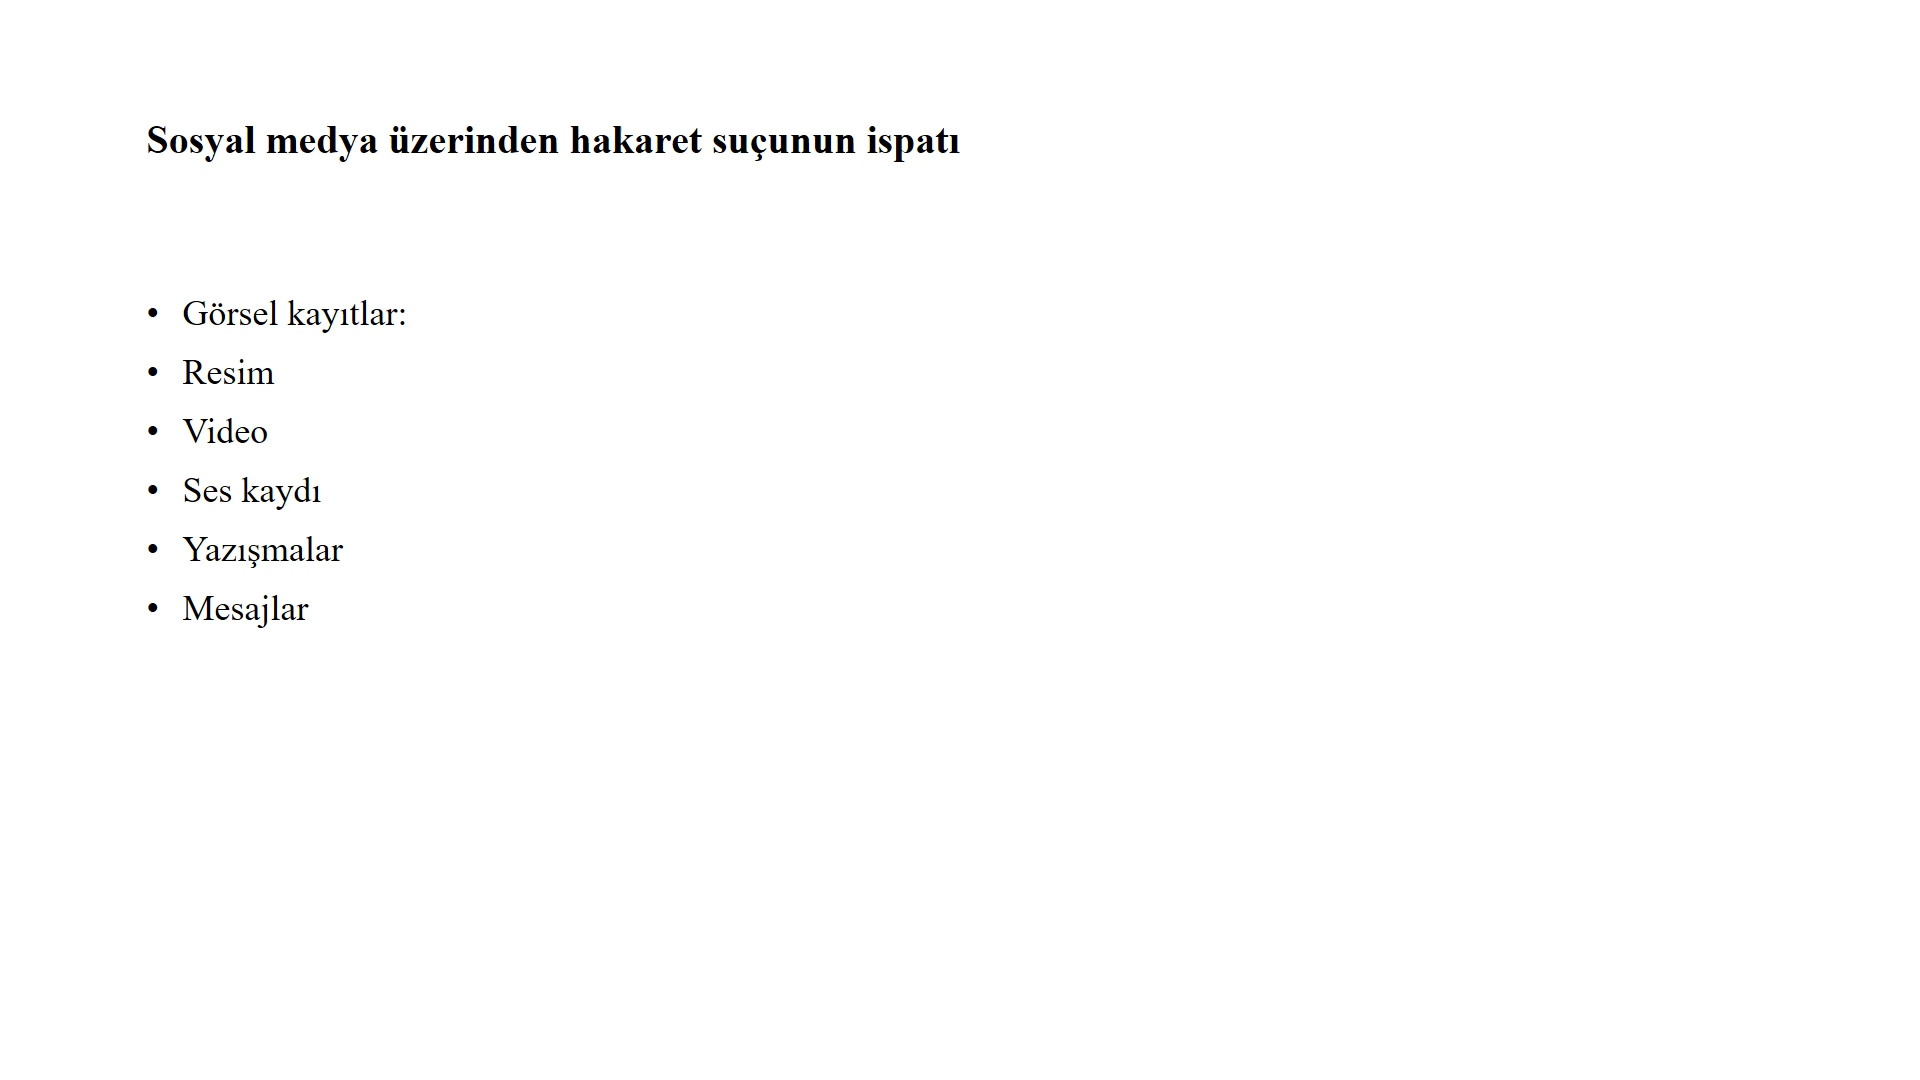 Sosyal medya üzerinden hakaret suçunun ispatı
• Görsel kayıtlar:
• Resim
• Video
• Ses kaydı
• Yazışmalar
• Mesajlar